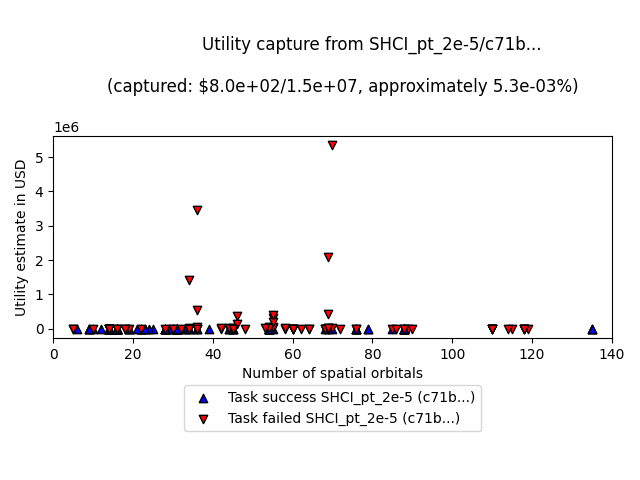 Utility capture from SHCI_pt_2e-5/c71b...
(captured: $8.0e+02/1.5e+07, approximately 5.3e-03%)
1e6
5
4
3
2
1
0
Utility estimate in USD
0 20 40 60 80 100 120 140
Number of spatial orbitals
Task success SHCI_pt_2e-5 (c71b...)
Task failed SHCI_pt_2e-5 (c71b...)